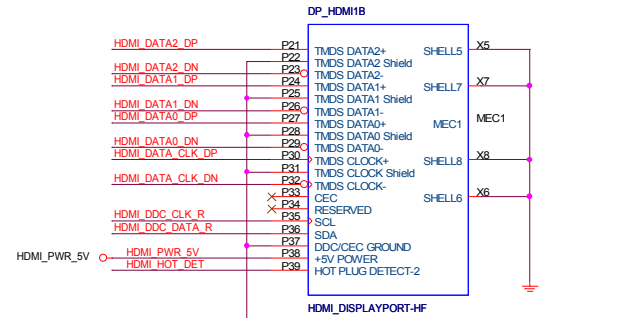 DP_HDMI1B
HDMI_DATA2_DP P21 TMDS DATA2+ SHELL5 X5
P22 TMDS DATA2 Shield
HDMI_DATA2_DN P23 TMDS DATA2-
HDMI_DATA1_DP P24 TMDS DATA1+ SHELL7 X7
P25 TMDS DATA1 Shield
HDMI_DATA1_DN P26 TMDS DATA1-
HDMI_DATA0_DP P27 TMDS DATA0+ MEC1 MEC1
P28 TMDS DATA0 Shield
HDMI_DATA0_DN P29 TMDS DATA0-
HDMI_DATA_CLK_DP P30 TMDS CLOCK+ SHELL8 X8
P31 TMDS CLOCK Shield
HDMI_DATA_CLK_DN P32 TMDS CLOCK-
P33 CEC SHELL6 X6
P34 RESERVED
HDMI_DDC_CLK_R P35 SCL
HDMI_DDC_DATA_R P36 SDA
P37 DDC/CEC GROUND
HDMI_PWR_5V HDMI_PWR_5V P38 +5V POWER
HDMI_HOT_DET P39 HOT PLUG DETECT-2
HDMI_DISPLAYPORT-HF